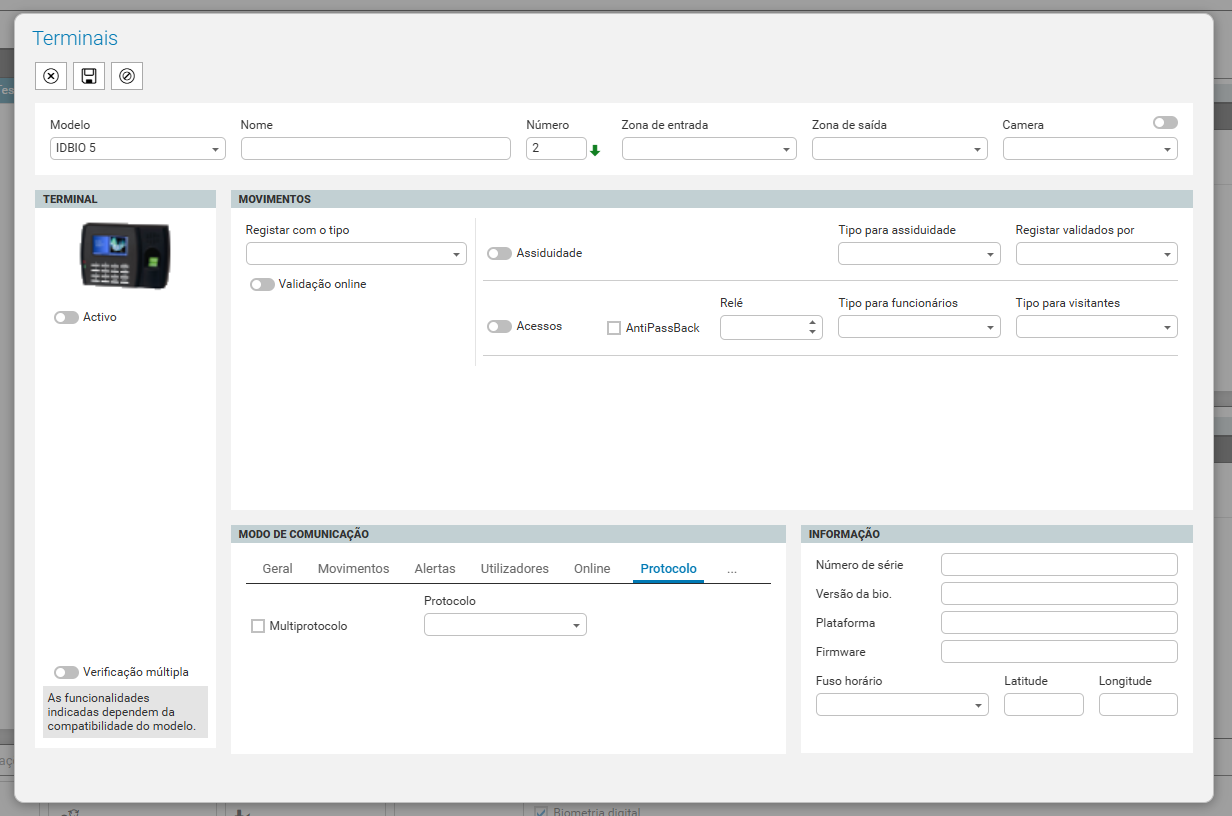 Terminais
Modelo
Nome
Número
Zona de entrada
Zona de saída
Camera
IDBIO 5
2
TERMINAL
Activo
Verificação múltipla
As funcionalidades
indicadas dependem da
compatibilidade do modelo.
MOVIMENTOS
Registar com o tipo
Validação online
Assiduidade
Tipo para assiduidade
Registar validados por
Acessos
AntiPassBack
Relé
Tipo para funcionários
Tipo para visitantes
MODO DE COMUNICAÇÃO
Geral
Movimentos
Alertas
Utilizadores
Online
Protocolo
...
Multiprotocolo
Protocolo
INFORMAÇÃO
Número de série
Versão da bio.
Plataforma
Firmware
Fuso horário
Latitude
Longitude
Biometria digital